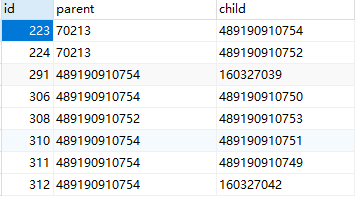 id parent child
223 70213 489190910754
224 70213 489190910752
291 489190910754 160327039
306 489190910754 489190910750
308 489190910752 489190910753
310 489190910754 489190910751
311 489190910754 489190910749
312 489190910754 160327042